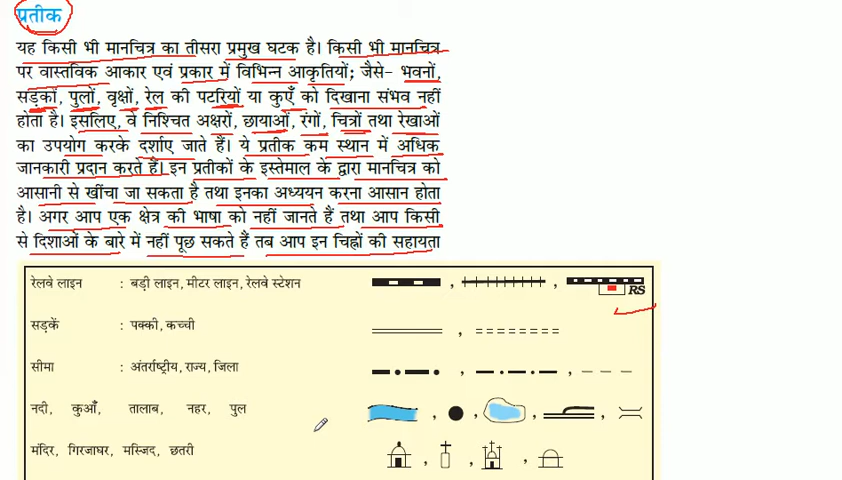 प्रतीक
यह किसी भी मानचित्र का तीसरा प्रमुख घटक है। किसी भी मानचित्र
पर वास्तविक आकार एवं प्रकार में विभिन्न आकृतियों; जैसे- भवनों,
सड़कों, पुलों, वृक्षों, रेल की पटरियों या कुएँ को दिखाना संभव नहीं
होता है। इसलिए, वे निश्चित अक्षरों, छायाओं, रंगों, चित्रों तथा रेखाओं
का उपयोग करके दर्शाए जाते हैं। ये प्रतीक कम स्थान में अधिक
जानकारी प्रदान करते हैं। इन प्रतीकों के इस्तेमाल के द्वारा मानचित्र को
आसानी से खींचा जा सकता है तथा इनका अध्ययन करना आसान होता
है। अगर आप एक क्षेत्र की भाषा को नहीं जानते हैं तथा आप किसी
से दिशाओं के बारे में नहीं पूछ सकते हैं तब आप इन चिह्नों की सहायता
रेलवे लाइन : बड़ी लाइन, मीटर लाइन, रेलवे स्टेशन , , RS
सड़कें : पक्की, कच्ची ,
सीमा : अंतर्राष्ट्रीय, राज्य, जिला , ,
नदी, कुआँ, तालाब, नहर, पुल , , , ,
मंदिर, गिरजाघर, मस्जिद, छतरी , , ,